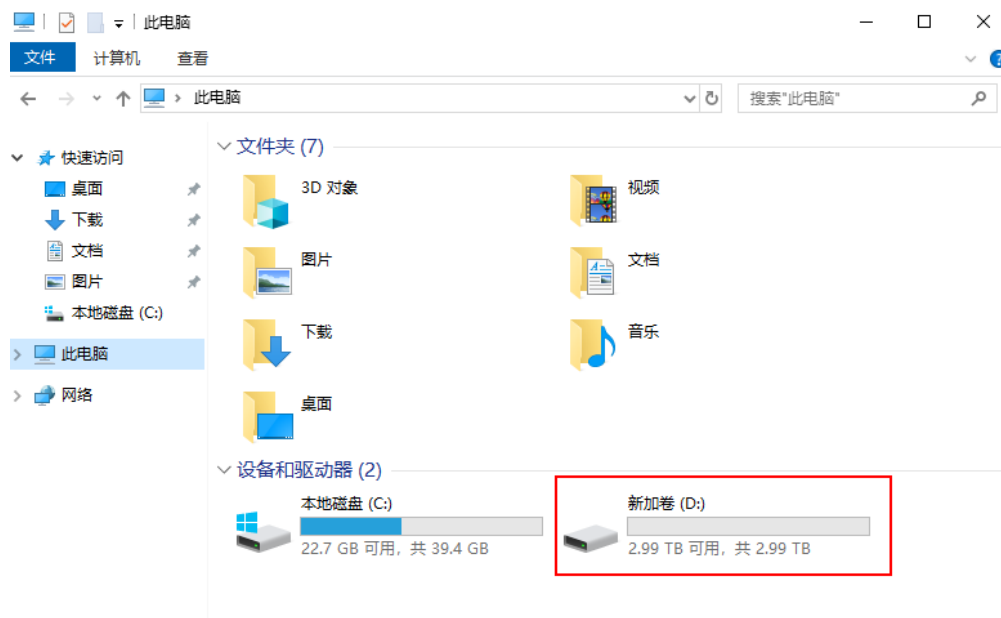 此电脑
文件 计算机 查看
此电脑 搜索"此电脑"
快速访问
桌面
下载
文档
图片
本地磁盘 (C:)
此电脑
网络
文件夹 (7)
3D 对象
视频
图片
文档
下载
音乐
桌面
设备和驱动器 (2)
本地磁盘 (C:)
22.7 GB 可用，共 39.4 GB
新加卷 (D:)
2.99 TB 可用，共 2.99 TB